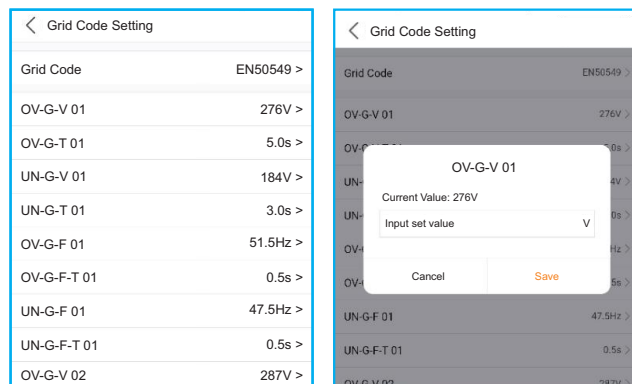 Grid Code Setting
Grid Code EN50549 >
OV-G-V 01 276V >
OV-G-T 01 5.0s >
UN-G-V 01 184V >
UN-G-T 01 3.0s >
OV-G-F 01 51.5Hz >
OV-G-F-T 01 0.5s >
UN-G-F 01 47.5Hz >
UN-G-F-T 01 0.5s >
OV-G-V 02 287V >
Grid Code Setting
Grid Code EN50549 >
OV-G-V 01 276V >
OV-G-V 01
Current Value: 276V
Input set value V
Cancel Save
UN-G-F 01 47.5Hz >
UN-G-F-T 01 0.5s >
OV-G-V 02 287V >